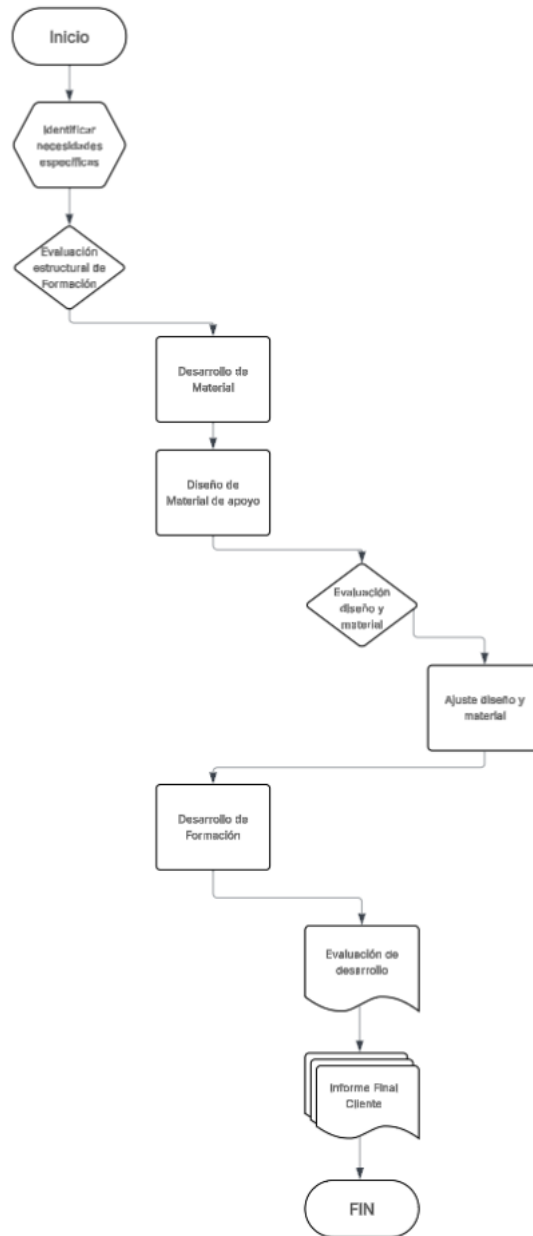 Inicio
Identificar
necesidades
específicas
Evaluación
estructural de
Formación
Desarrollo de
Material
Diseño de
Material de apoyo
Evaluación
diseño y
material
Ajuste diseño y
material
Desarrollo de
Formación
Evaluación de
desarrollo
Informe Final
Cliente
FIN